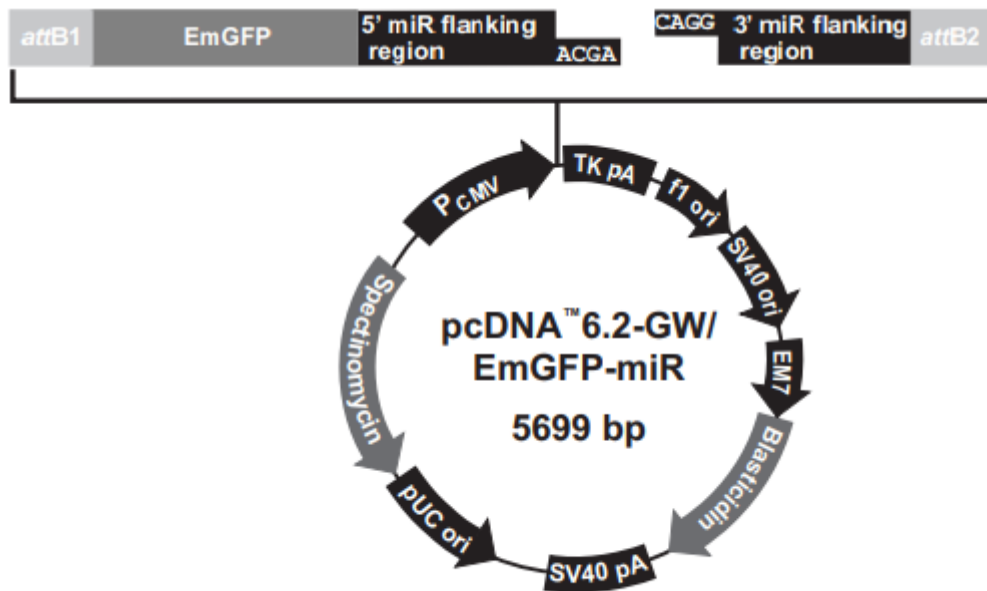 attB1
EmGFP
5' miR flanking
region
ACGA
CAGG
3' miR flanking
region
attB2
PCMV
TK pA
f1 ori
SV40 ori
EM7
Blasticidin
SV40 pA
pUC ori
Spectinomycin
pcDNA™6.2-GW/
EmGFP-miR
5699 bp